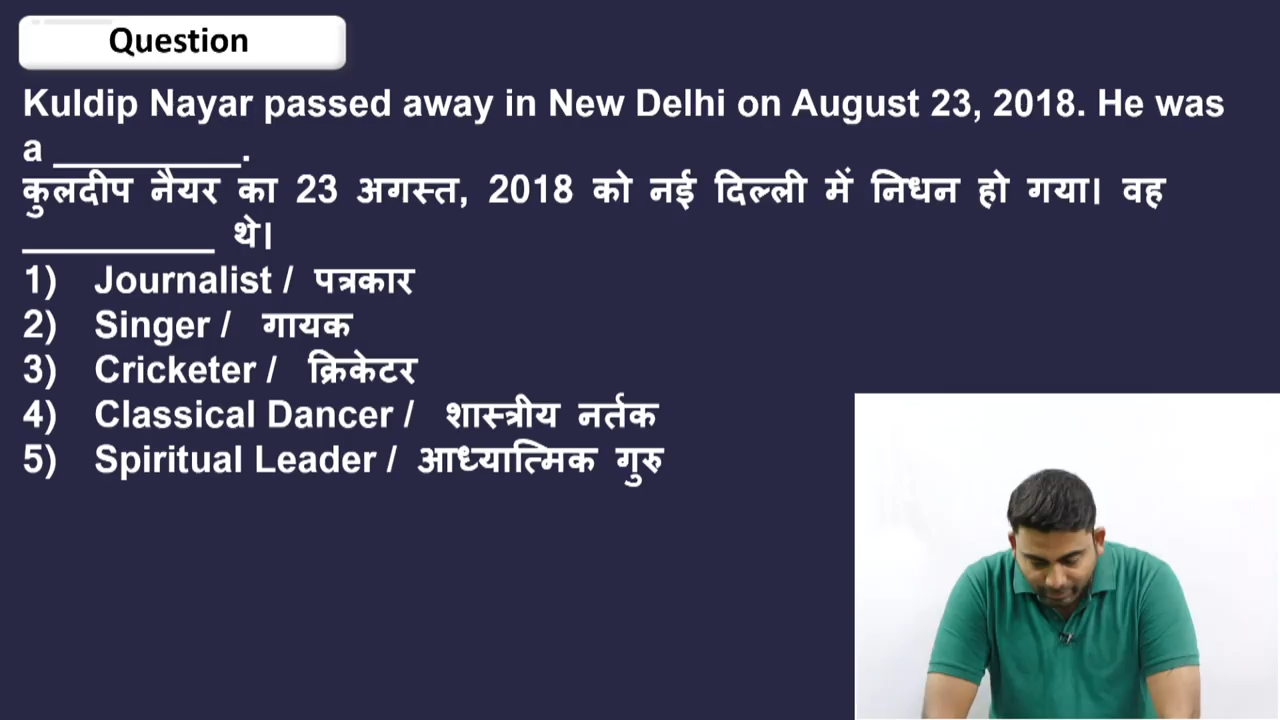 Question
Kuldip Nayar passed away in New Delhi on August 23, 2018. He was
a _________.
कुलदीप नैयर का 23 अगस्त, 2018 को नई दिल्ली में निधन हो गया। वह
_________ थे।
1) Journalist / पत्रकार
2) Singer / गायक
3) Cricketer / क्रिकेटर
4) Classical Dancer / शास्त्रीय नर्तक
5) Spiritual Leader / आध्यात्मिक गुरु